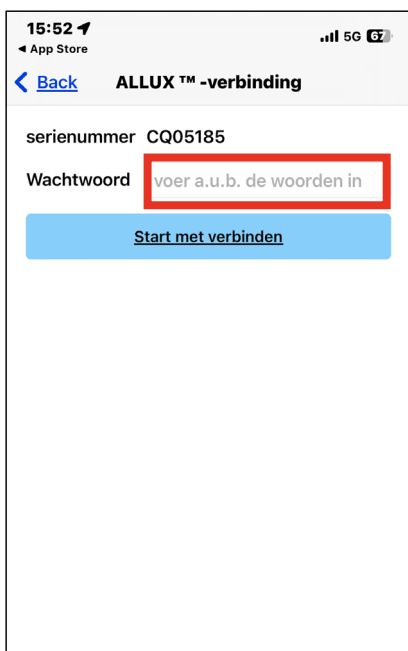 15:52
5G 67
◀ App Store
Back ALLUX ™ -verbinding
serienummer CQ05185
Wachtwoord voer a.u.b. de woorden in
Start met verbinden